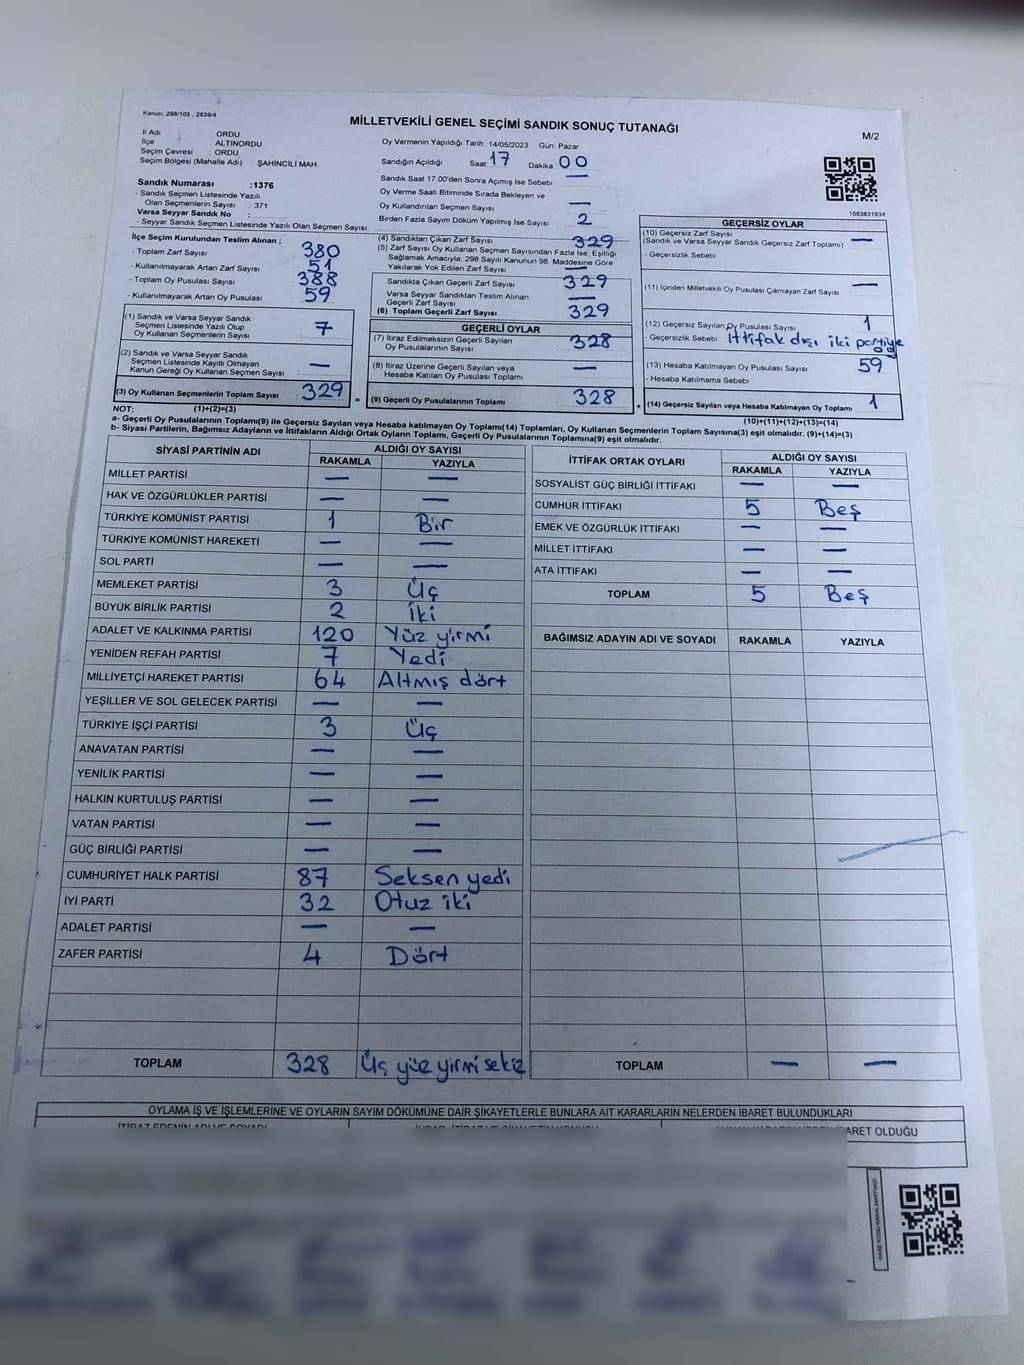 Kanun: 298/105 , 2839/4
MİLLETVEKİLİ GENEL SEÇİMİ SANDIK SONUÇ TUTANAĞI
M/2
İl Adı : ORDU
İlçe : ALTINORDU
Seçim Çevresi : ORDU
Seçim Bölgesi (Mahalle Adı) ŞAHİNCİLİ MAH.
Oy Vermenin Yapıldığı Tarih :14/05/2023 Gün: Pazar
Sandığın Açıldığı Saat: 17 Dakika : 00
Sandık Saat 17:00'den Sonra Açımış İse Sebebi : —
Oy Verme Saati Bitiminde Sırada Bekleyen ve
Oy Kullandırılan Seçmen Sayısı : —
Birden Fazla Sayım Döküm Yapılmış İse Sayısı : 2
1083831934
Sandık Numarası :1376
- Sandık Seçmen Listesinde Yazılı
Olan Seçmenlerin Sayısı : 371
Varsa Seyyar Sandık No :
- Seyyar Sandık Seçmen Listesinde Yazılı Olan Seçmen Sayısı:
İlçe Seçim Kurulundan Teslim Alınan ;
- Toplam Zarf Sayısı : 380
- Kullanılmayarak Artan Zarf Sayısı : 51
- Toplam Oy Pusulası Sayısı : 388
- Kullanılmayarak Artan Oy Pusulası : 59
(1) Sandık ve Varsa Seyyar Sandık
Seçmen Listesinde Yazılı Olup
Oy Kullanan Seçmenlerin Sayısı : 7
(2) Sandık ve Varsa Seyyar Sandık
Seçmen Listesinde Kayıtlı Olmayan
Kanun Gereği Oy Kullanan Seçmen Sayısı : —
(3) Oy Kullanan Seçmenlerin Toplam Sayısı : 329
(4) Sandıktan Çıkan Zarf Sayısı : 329
(5) Zarf Sayısı Oy Kullanan Seçmen Sayısından Fazla İse, Eşitliği
Sağlamak Amacıyla; 298 Sayılı Kanunun 98. Maddesine Göre
Yakılarak Yok Edilen Zarf Sayısı : —
Sandıkta Çıkan Geçerli Zarf Sayısı : 329
Varsa Seyyar Sandıktan Teslim Alınan
Geçerli Zarf Sayısı : —
(6) Toplam Geçerli Zarf Sayısı : 329
GEÇERLİ OYLAR
(7) İtiraz Edilmeksizin Geçerli Sayılan
Oy Pusulalarının Sayısı : 328
(8) İtiraz Üzerine Geçerli Sayılan veya
Hesaba Katılan Oy Pusulası Toplamı : —
= (9) Geçerli Oy Pusulalarının Toplamı : 328
GEÇERSİZ OYLAR
(10) Geçersiz Zarf Sayısı
(Sandık ve Varsa Seyyar Sandık Geçersiz Zarf Toplamı) : —
- Geçersizlik Sebebi :
(11) İçinden Milletvekili Oy Pusulası Çıkmayan Zarf Sayısı : —
(12) Geçersiz Sayılan Oy Pusulası Sayısı : 1
- Geçersizlik Sebebi : ittifak dışı iki partiye oy
(13) Hesaba Katılmayan Oy Pusulası Sayısı : 59
- Hesaba Katılmama Sebebi :
+ (14) Geçersiz Sayılan veya Hesaba Katılmayan Oy Toplamı : 1
NOT: (1)+(2)=(3) (10)+(11)+(12)+(13)=(14)
a- Geçerli Oy Pusulalarının Toplamı(9) ile Geçersiz Sayılan veya Hesaba katılmayan Oy Toplamı(14) Toplamları, Oy Kullanan Seçmenlerin Toplam Sayısına(3) eşit olmalıdır. (9)+(14)=(3)
b- Siyasi Partilerin, Bağımsız Adayların ve İttifakların Aldığı Ortak Oyların Toplamı, Geçerli Oy Pusulalarının Toplamına(9) eşit olmalıdır.
SİYASİ PARTİNİN ADI ALDIĞI OY SAYISI
RAKAMLA YAZIYLA
MİLLET PARTİSİ — —
HAK VE ÖZGÜRLÜKLER PARTİSİ — —
TÜRKİYE KOMÜNİST PARTİSİ 1 Bir
TÜRKİYE KOMÜNİST HAREKETİ — —
SOL PARTİ — —
MEMLEKET PARTİSİ 3 Üç
BÜYÜK BİRLİK PARTİSİ 2 İki
ADALET VE KALKINMA PARTİSİ 120 Yüz yirmi
YENİDEN REFAH PARTİSİ 7 Yedi
MİLLİYETÇİ HAREKET PARTİSİ 64 Altmış dört
YEŞİLLER VE SOL GELECEK PARTİSİ — —
TÜRKİYE İŞÇİ PARTİSİ 3 Üç
ANAVATAN PARTİSİ — —
YENİLİK PARTİSİ — —
HALKIN KURTULUŞ PARTİSİ — —
VATAN PARTİSİ — —
GÜÇ BİRLİĞİ PARTİSİ — —
CUMHURİYET HALK PARTİSİ 87 Seksen yedi
İYİ PARTİ 32 Otuz iki
ADALET PARTİSİ — —
ZAFER PARTİSİ 4 Dört
TOPLAM 328 Üç yüz yirmi sekiz
İTTİFAK ORTAK OYLARI ALDIĞI OY SAYISI
RAKAMLA YAZIYLA
SOSYALİST GÜÇ BİRLİĞİ İTTİFAKI — —
CUMHUR İTTİFAKI 5 Beş
EMEK VE ÖZGÜRLÜK İTTİFAKI — —
MİLLET İTTİFAKI — —
ATA İTTİFAKI — —
TOPLAM 5 Beş
BAĞIMSIZ ADAYIN ADI VE SOYADI RAKAMLA YAZIYLA
TOPLAM — —
OYLAMA İŞ VE İŞLEMLERİNE VE OYLARIN SAYIM DÖKÜMÜNE DAİR ŞİKAYETLERLE BUNLARA AİT KARARLARIN NELERDEN İBARET BULUNDUKLARI
İTİRAZ EDENİN ADI VE SOYADI
İBARET OLDUĞU